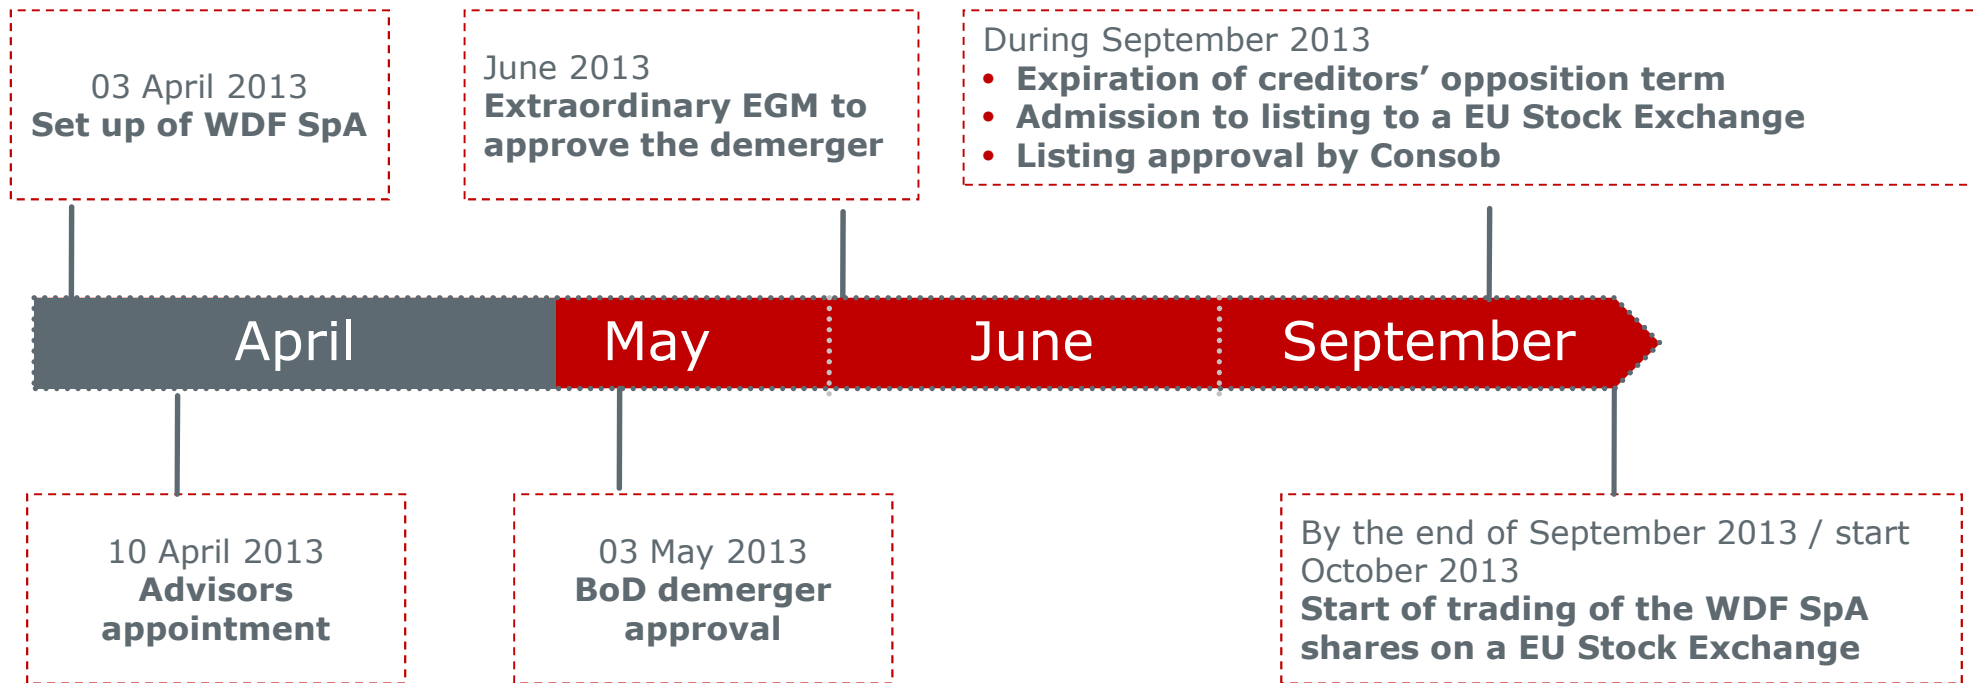 03 April 2013
Set up of WDF SpA
June 2013
Extraordinary EGM to
approve the demerger
During September 2013
• Expiration of creditors’ opposition term
• Admission to listing to a EU Stock Exchange
• Listing approval by Consob
April
May
June
September
10 April 2013
Advisors
appointment
03 May 2013
BoD demerger
approval
By the end of September 2013 / start
October 2013
Start of trading of the WDF SpA
shares on a EU Stock Exchange